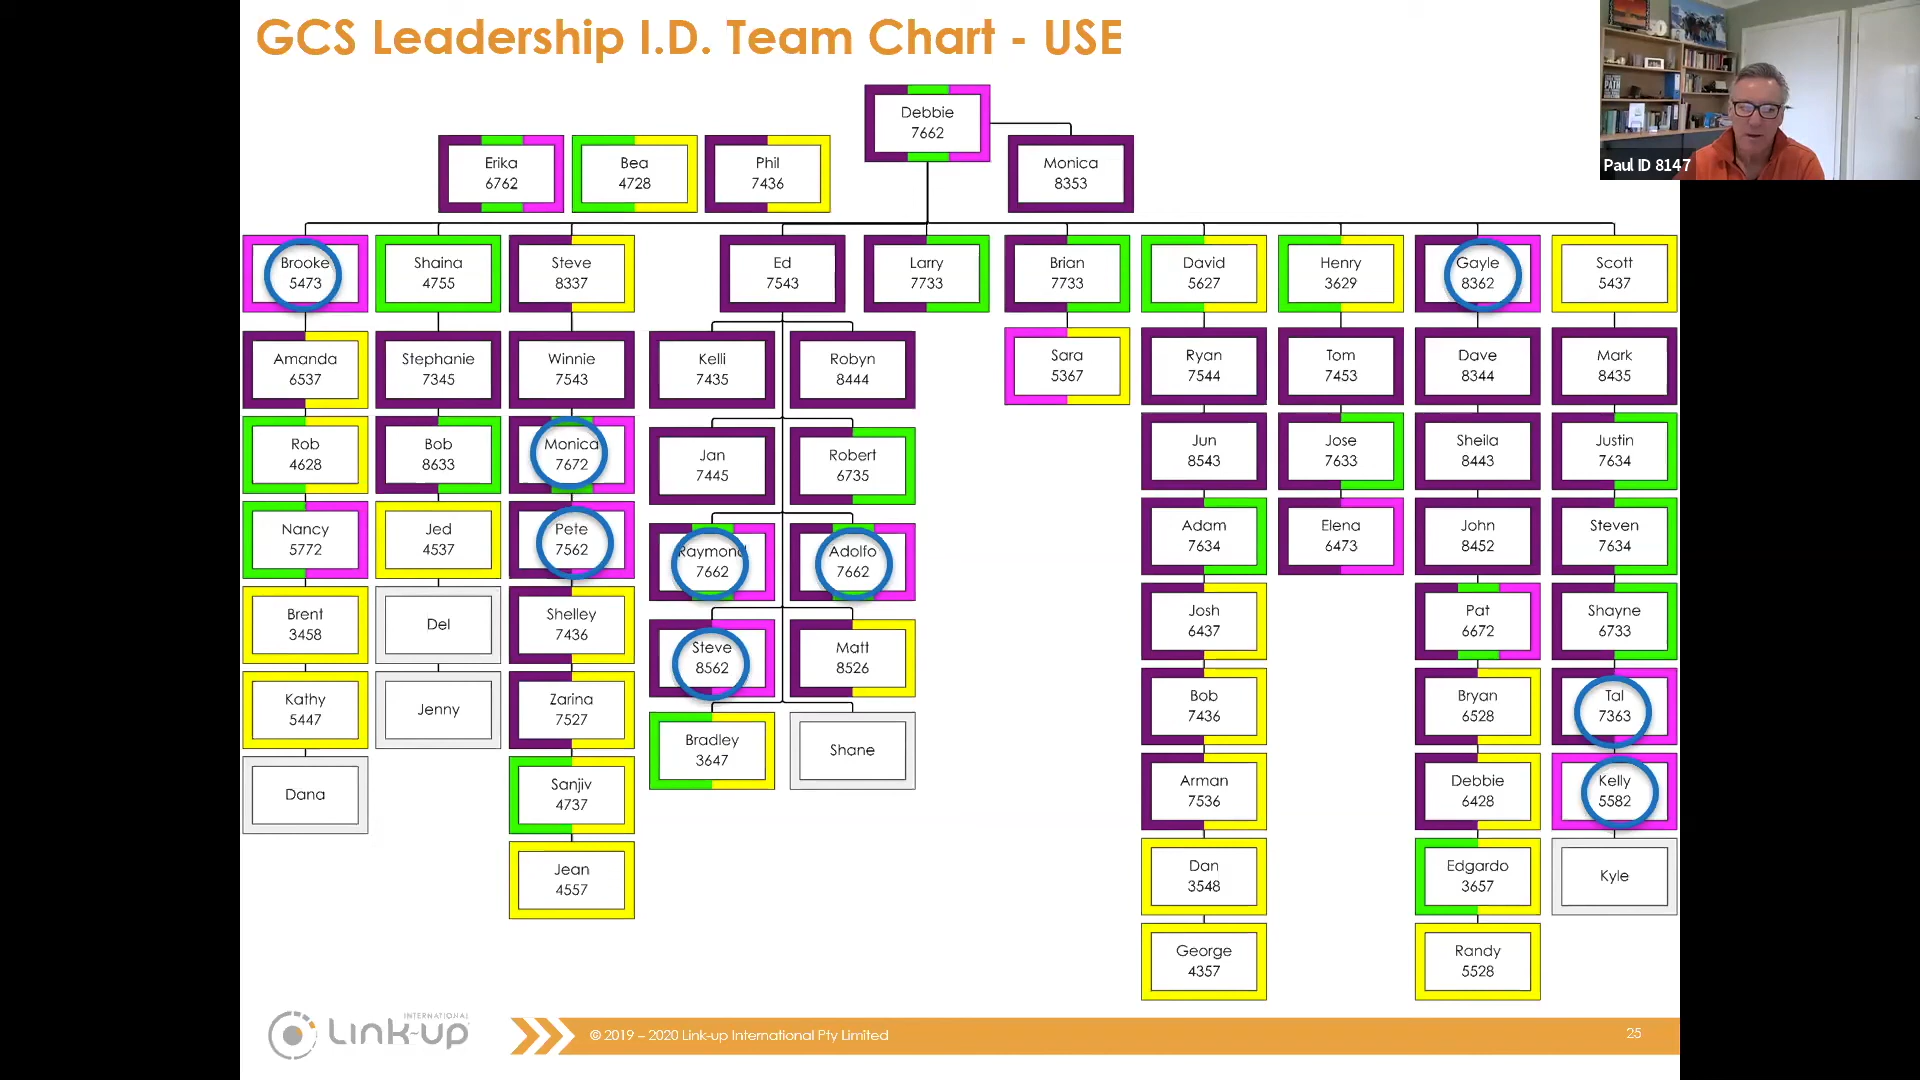 GCS Leadership I.D. Team Chart - USE
Paul ID 8147
Debbie
7662
Erika
6762
Bea
4728
Phil
7436
Monica
8353
Brooke
5473
Shaina
4755
Steve
8337
Ed
7543
Larry
7733
Brian
7733
David
5627
Henry
3629
Gayle
8362
Scott
5437
Amanda
6537
Stephanie
7345
Winnie
7543
Kelli
7435
Robyn
8444
Sara
5367
Ryan
7544
Tom
7453
Dave
8344
Mark
8435
Rob
4628
Bob
8633
Monica
7672
Jan
7445
Robert
6735
Jun
8543
Jose
7633
Sheila
8443
Justin
7634
Nancy
5772
Jed
4537
Pete
7562
Raymond
7662
Adolfo
7662
Adam
7634
Elena
6473
John
8452
Steven
7634
Brent
3458
Del
Shelley
7436
Steve
8562
Matt
8526
Josh
6437
Pat
6672
Shayne
6733
Kathy
5447
Jenny
Zarina
7527
Bradley
3647
Shane
Bob
7436
Bryan
6528
Tal
7363
Dana
Sanjiv
4737
Arman
7536
Debbie
6428
Kelly
5582
Jean
4557
Dan
3548
Edgardo
3657
Kyle
George
4357
Randy
5528
INTERNATIONAL
Link-up
© 2019 – 2020 Link-up International Pty Limited
25